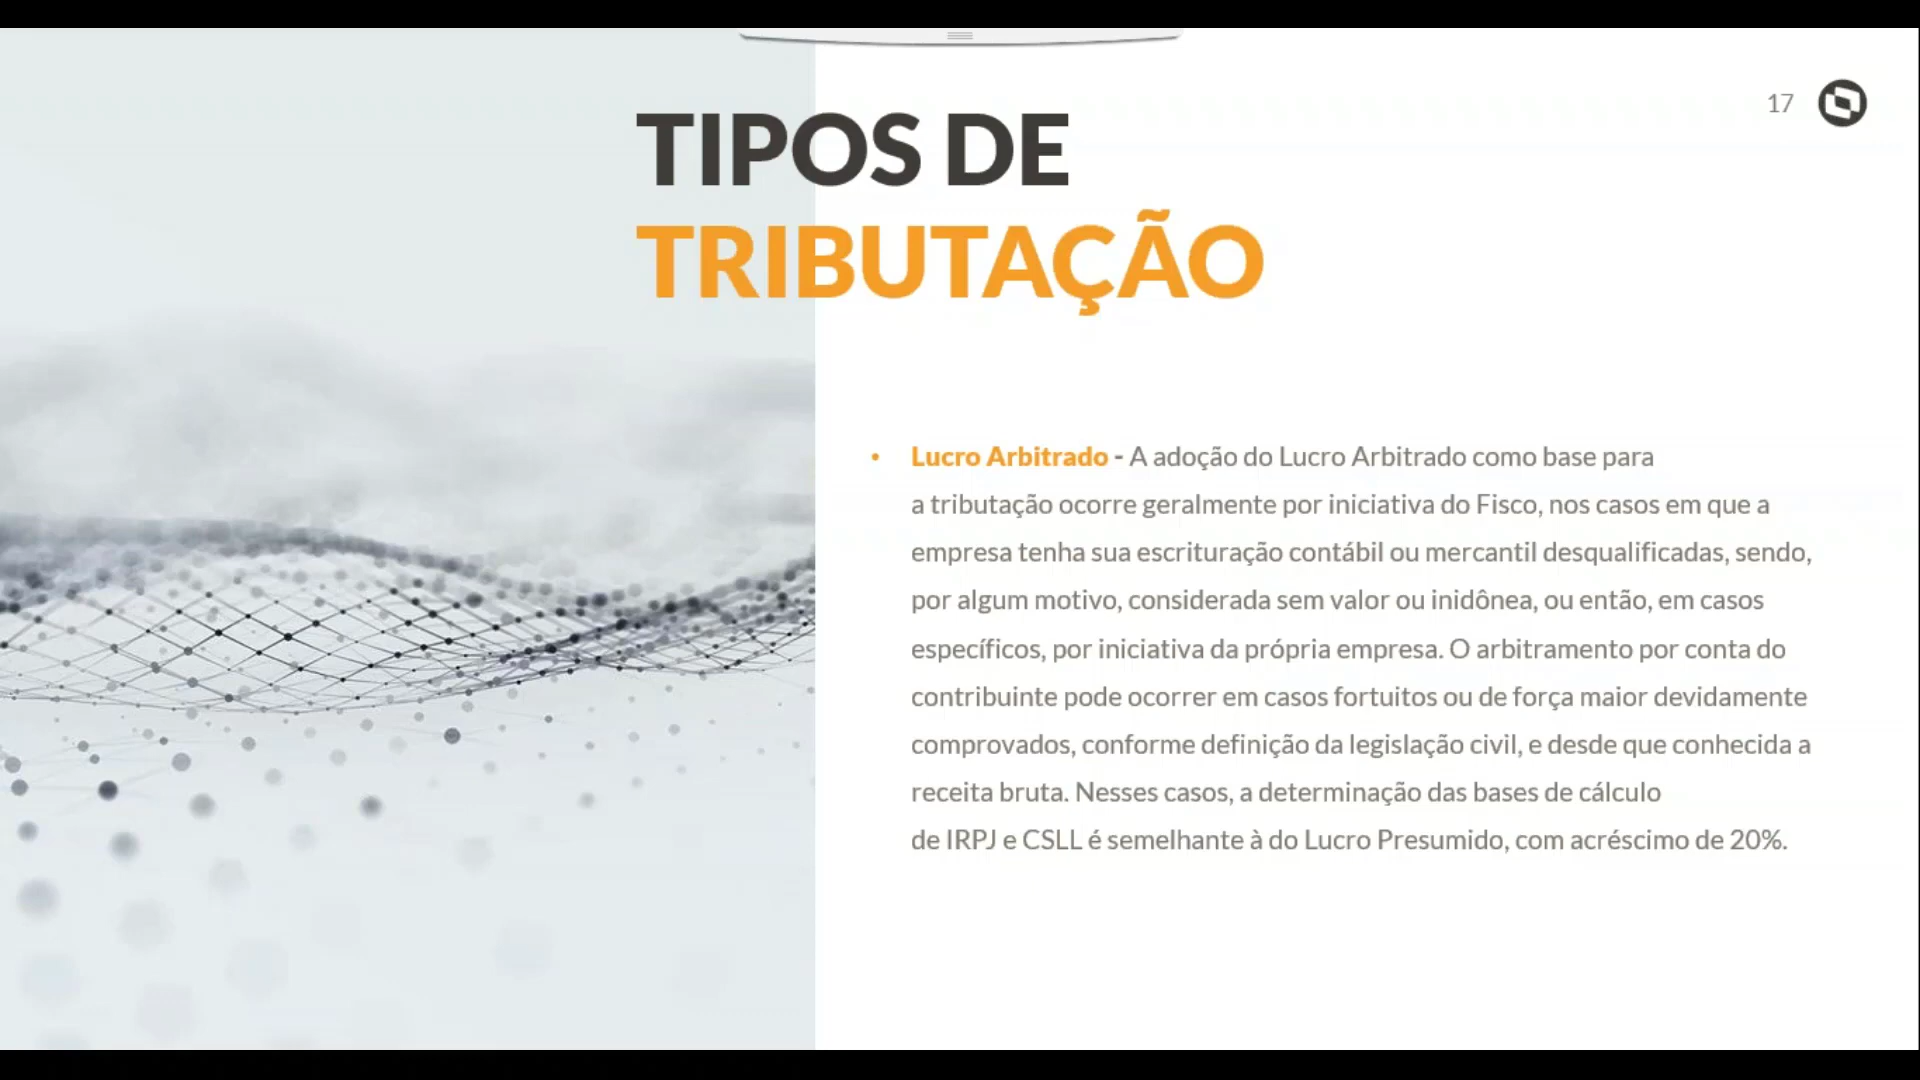 17
TIPOS DE
TRIBUTAÇÃO
• Lucro Arbitrado - A adoção do Lucro Arbitrado como base para
a tributação ocorre geralmente por iniciativa do Fisco, nos casos em que a
empresa tenha sua escrituração contábil ou mercantil desqualificadas, sendo,
por algum motivo, considerada sem valor ou inidônea, ou então, em casos
específicos, por iniciativa da própria empresa. O arbitramento por conta do
contribuinte pode ocorrer em casos fortuitos ou de força maior devidamente
comprovados, conforme definição da legislação civil, e desde que conhecida a
receita bruta. Nesses casos, a determinação das bases de cálculo
de IRPJ e CSLL é semelhante à do Lucro Presumido, com acréscimo de 20%.